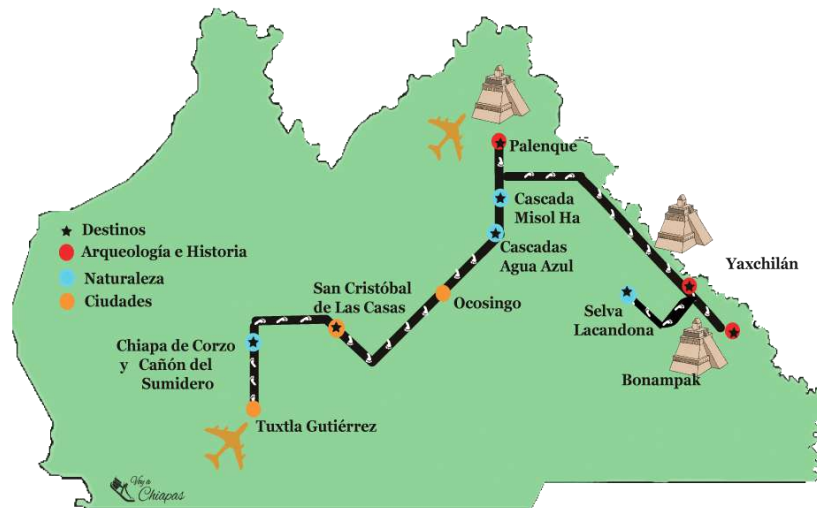 Palenque
Cascada
Misol Ha
Destinos
Arqueología e Historia
Naturaleza
Ciudades
Cascadas
Agua Azul
Yaxchilán
San Cristóbal
de Las Casas
Ocosingo
Selva
Lacandona
Chiapa de Corzo
y Cañón del
Sumidero
Bonampak
Tuxtla Gutiérrez
Voy a
Chiapas